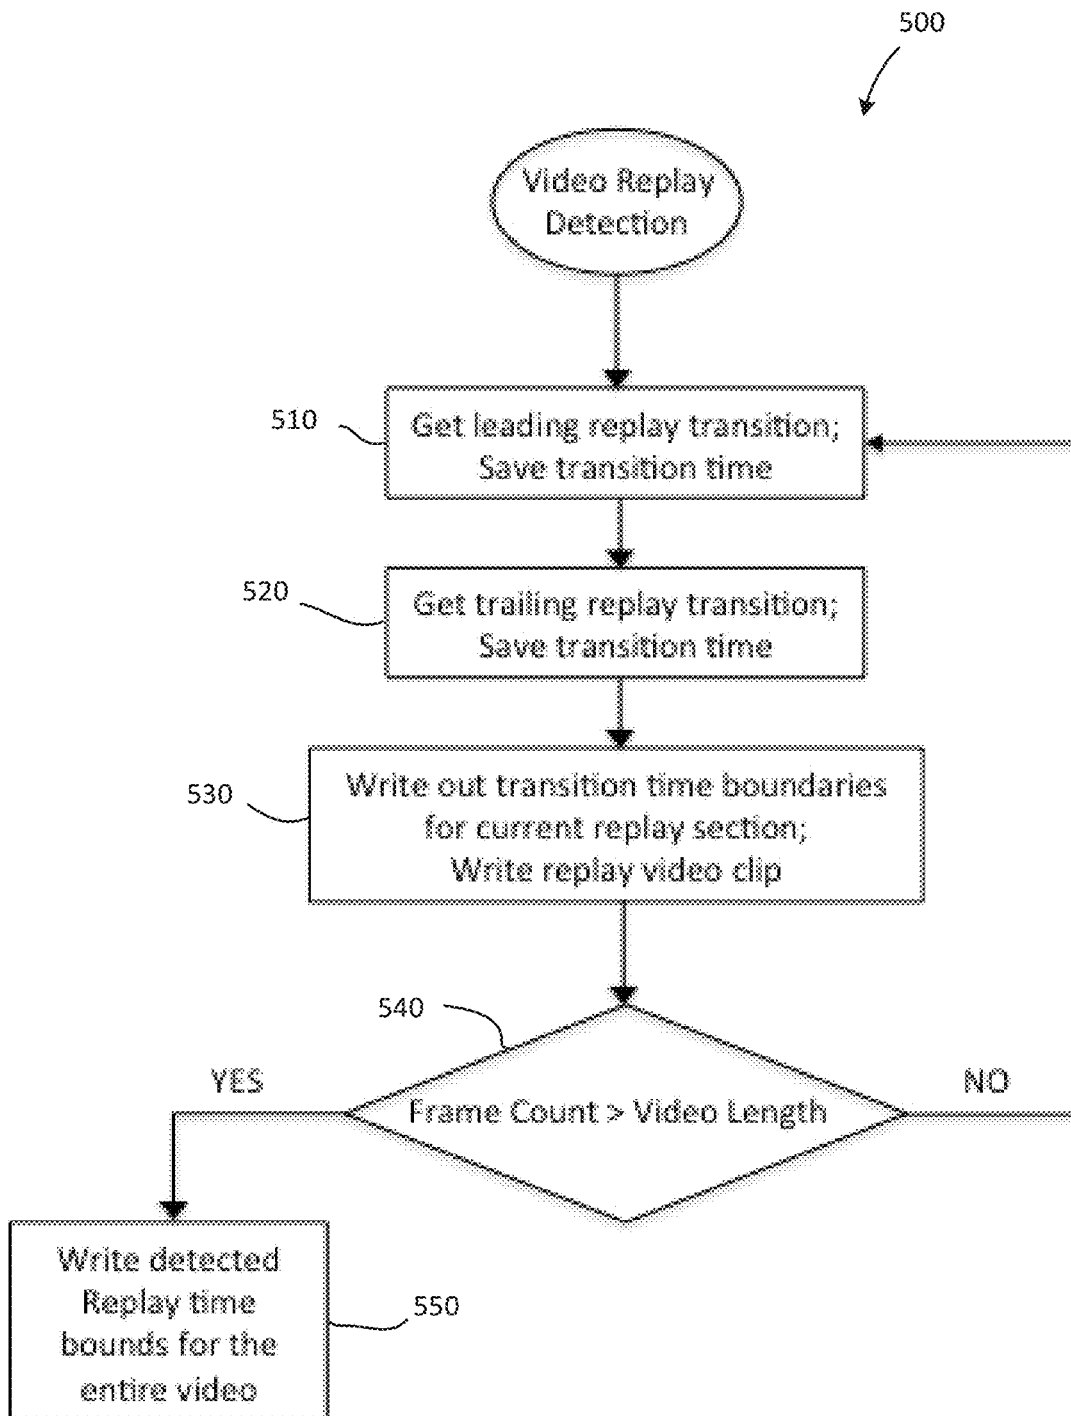 500
Video Replay
Detection
510
Get leading replay transition;
Save transition time
520
Get trailing replay transition;
Save transition time
530
Write out transition time boundaries
for current replay section;
Write replay video clip
540
YES
Frame Count > Video Length
NO
Write detected
Replay time
bounds for the
entire video
550